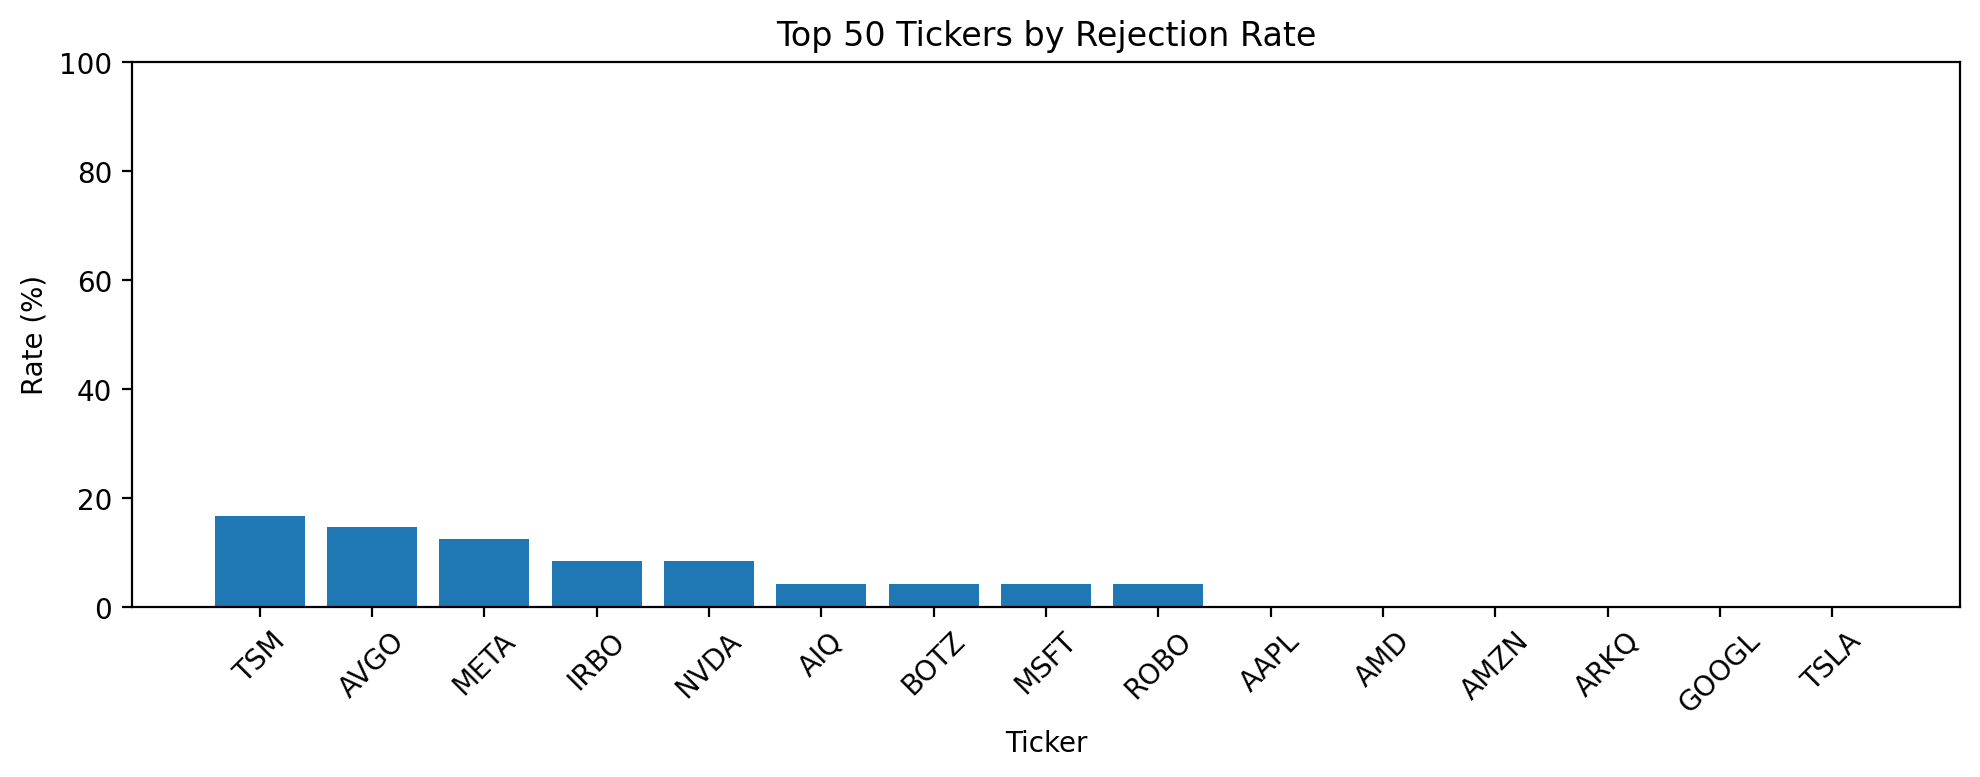 Top 50 Tickers by Rejection Rate
Rate (%)
100
80
60
40
20
0
TSM
AVGO
META
IRBO
NVDA
AIQ
BOTZ
MSFT
ROBO
AAPL
AMD
AMZN
ARKQ
GOOGL
TSLA
Ticker